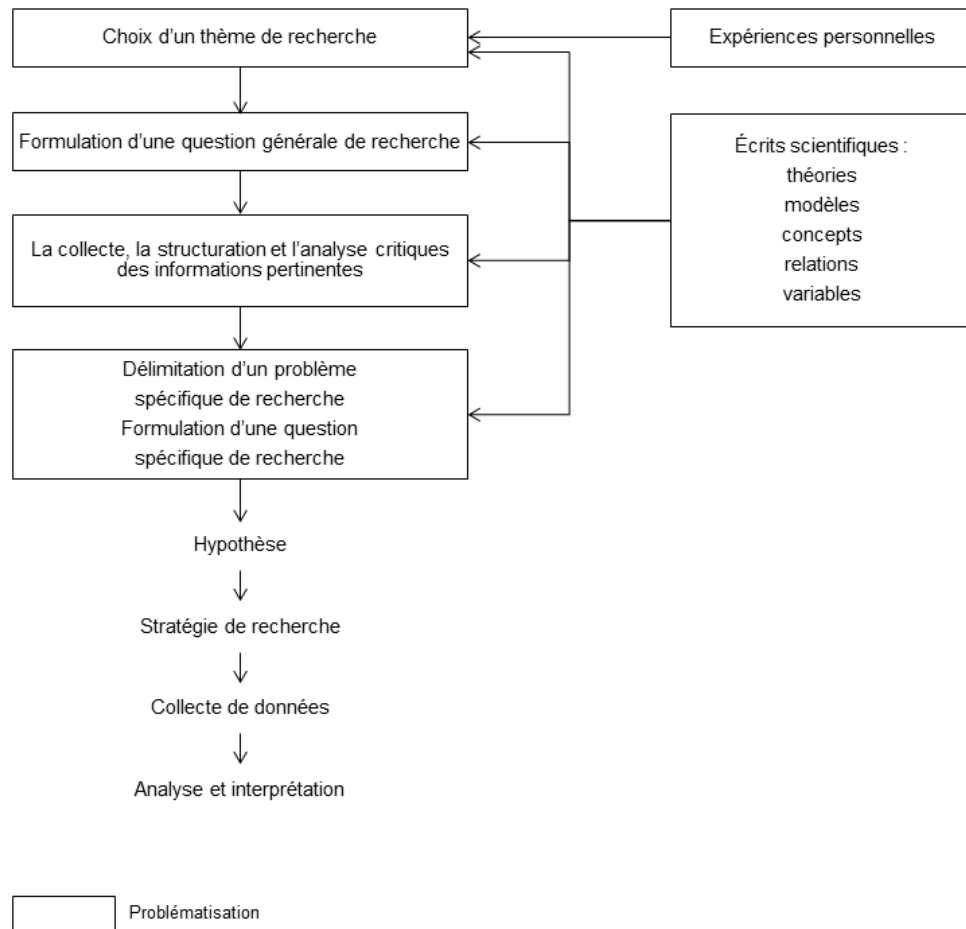 Choix d'un thème de recherche
Expériences personnelles
Formulation d'une question générale de recherche
Écrits scientifiques :
théories
modèles
concepts
relations
variables
La collecte, la structuration et l'analyse critiques
des informations pertinentes
Délimitation d'un problème
spécifique de recherche
Formulation d'une question
spécifique de recherche
Hypothèse
Stratégie de recherche
Collecte de données
Analyse et interprétation
Problématisation